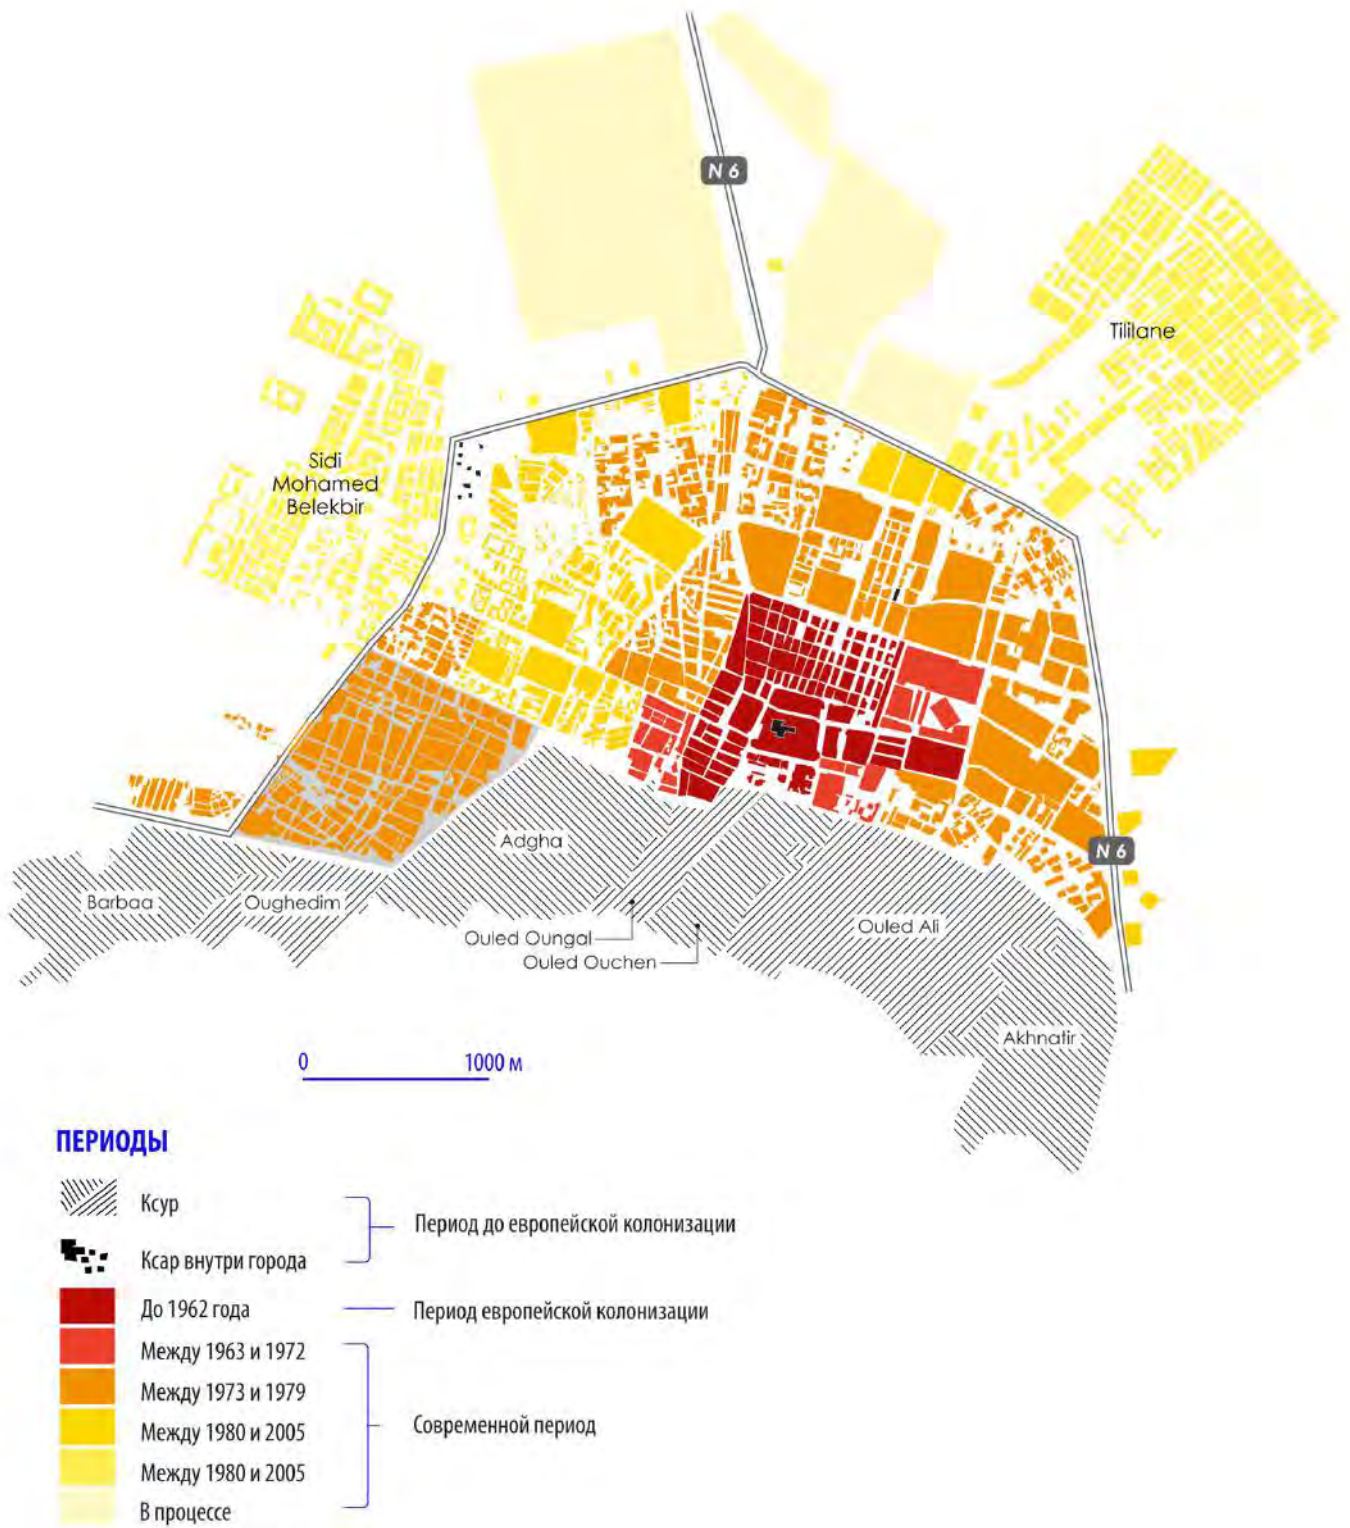 N 6
Tililane
Sidi
Mohamed
Belekbir
Adgha
N 6
Barbaa
Oughedim
Ouled Oungal
Ouled Ouchen
Ouled Ali
Akhnatir
0
1000 м
ПЕРИОДЫ
Ксур
Период до европейской колонизации
Ксар внутри города
До 1962 года
Период европейской колонизации
Между 1963 и 1972
Между 1973 и 1979
Между 1980 и 2005
Современной период
Между 1980 и 2005
В процессе